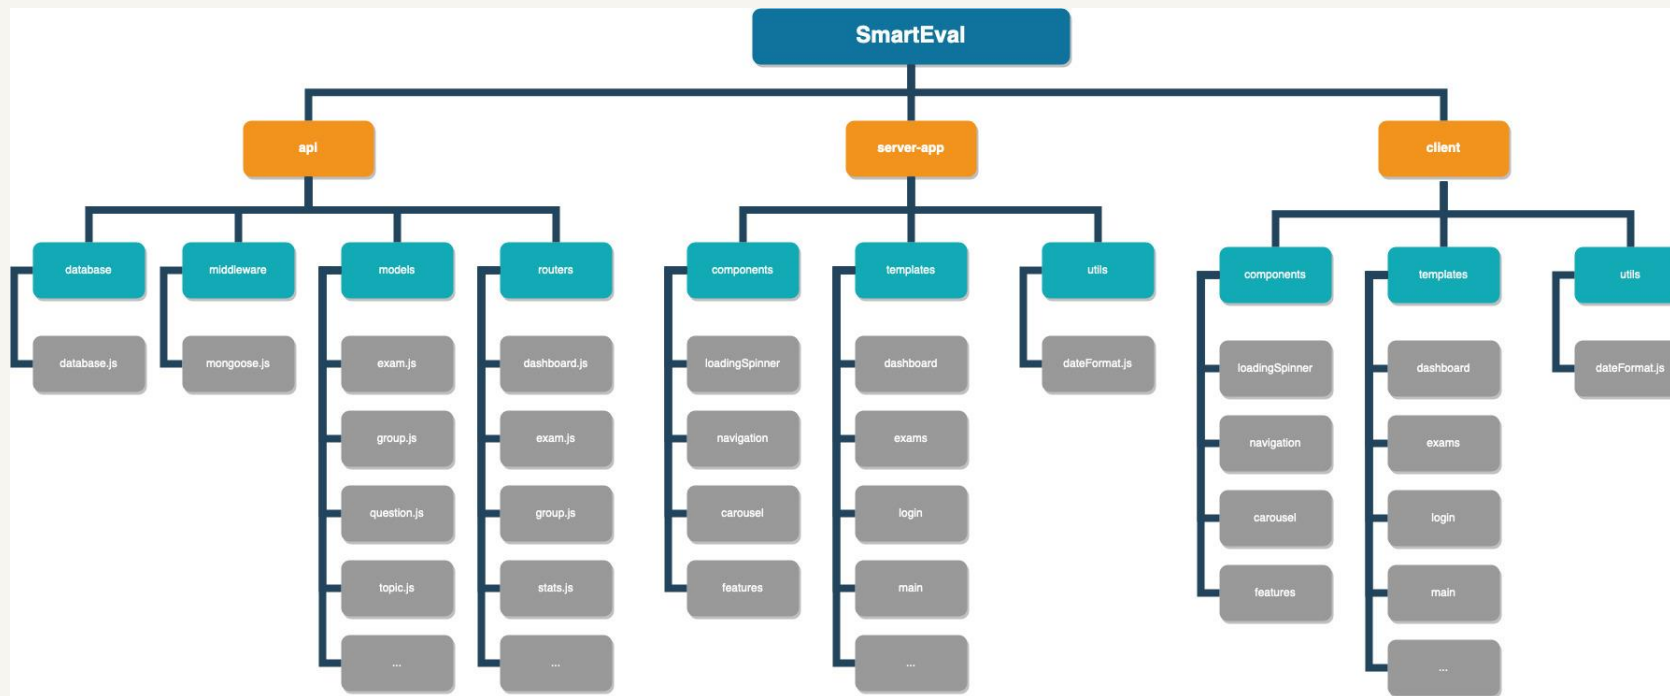 SmartEval
api
server-app
client
database
middleware
models
routers
components
templates
utils
components
templates
utils
database.js
mongoose.js
exam.js
dashboard.js
loadingSpinner
dashboard
dateFormat.js
loadingSpinner
dashboard
dateFormat.js
group.js
exam.js
navigation
exams
navigation
exams
question.js
group.js
carousel
login
carousel
login
topic.js
stats.js
features
main
features
main
...
...
...
...